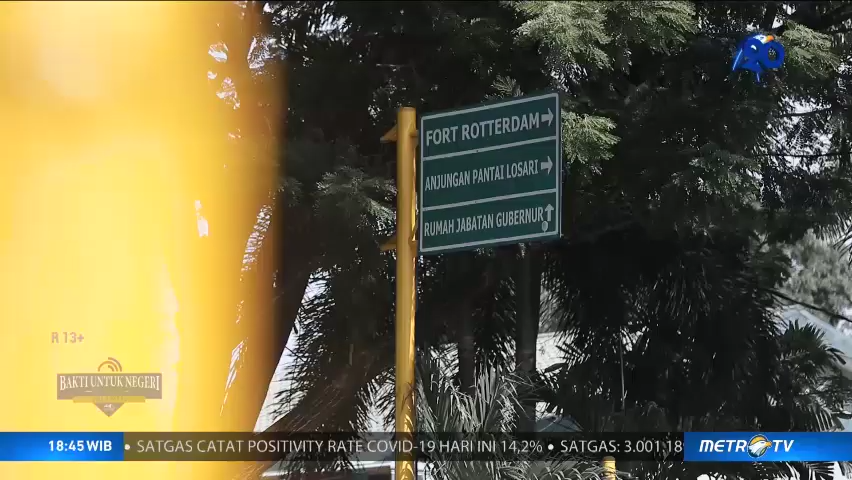 FORT ROTTERDAM →
ANJUNGAN PANTAI LOSARI →
RUMAH JABATAN GUBERNUR ↑
R 13+
BAKTI UNTUK NEGERI
18:45 WIB
• SATGAS CATAT POSITIVITY RATE COVID-19 HARI INI 14,2% • SATGAS: 3.001.18
METRO TV